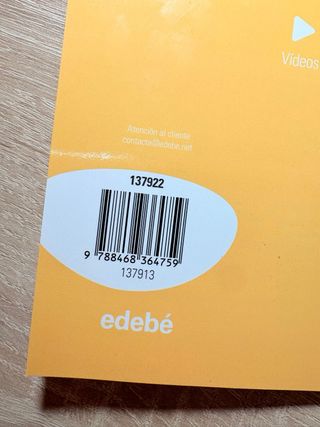 Vídeos
Atención al cliente
contacta@edebe.net
137922
9 788468 364759
137913
edebé